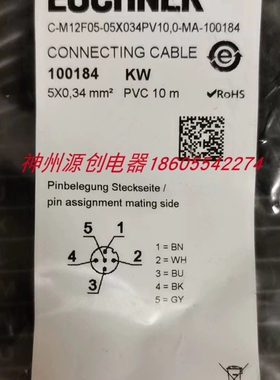 EUCHNER
C-M12F05-05X034PV10,0-MA-100184
CONNECTING CABLE
100184 KW
5X0,34 mm² PVC 10 m
✓RoHS
神州源创电器18605542274
Pinbelegung Steckseite /
pin assignment mating side
5 1
4 2
3
1 = BN
2 = WH
3 = BU
4 = BK
5 = GY